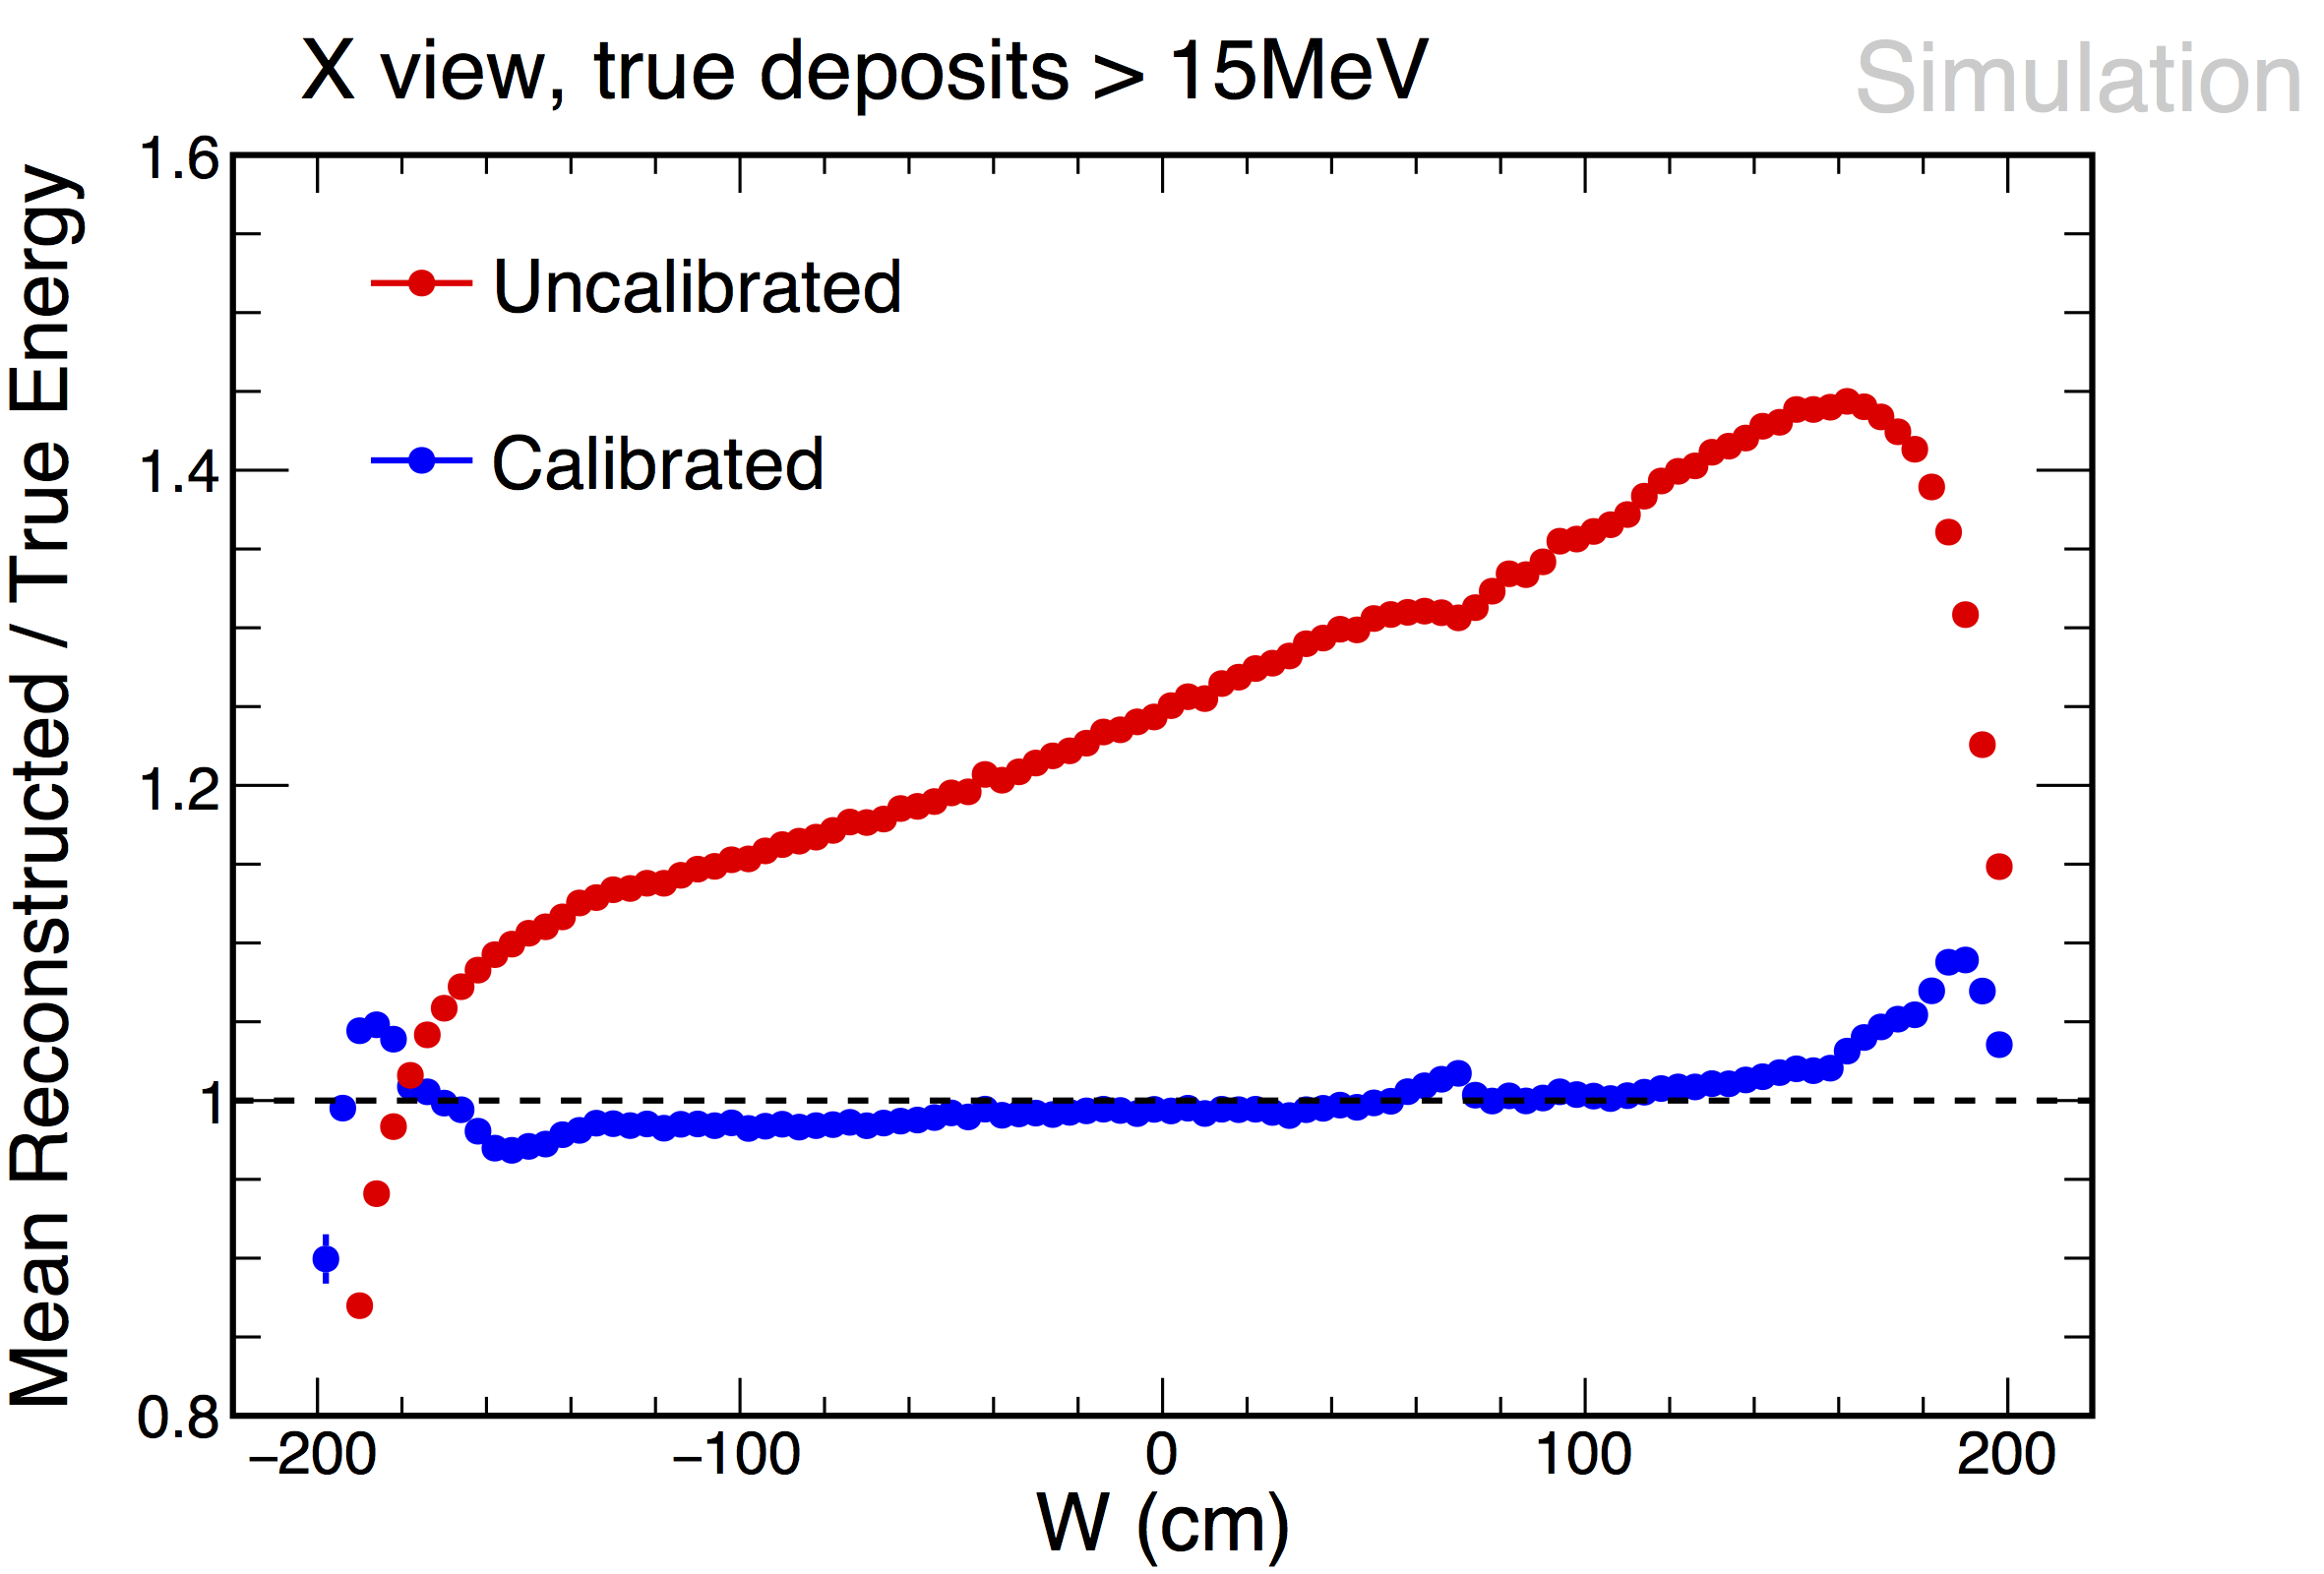 X view, true deposits > 15MeV
Simulation
Mean Reconstructed / True Energy
1.6
1.4
1.2
1
0.8
Uncalibrated
Calibrated
−200
−100
0
100
200
W (cm)